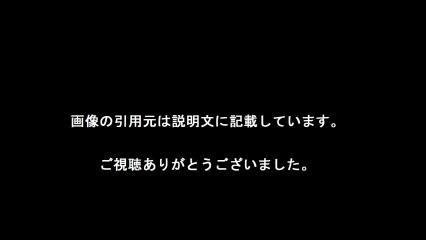 画像の引用元は説明文に記載しています。
ご視聴ありがとうございました。